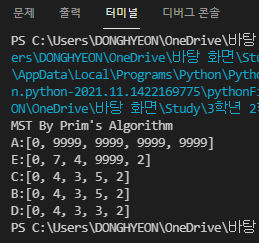 문제 출력 터미널 디버그 콘솔
PS C:\Users\DONGHYEON\OneDrive\바탕
ers\DONGHYEON\OneDrive\바탕 화면\Stu
\AppData\Local\Programs\Python\Pytho
n.python-2021.11.1422169775\pythonFi
ON\OneDrive\바탕 화면\Study\3학년 2
MST By Prim's Algorithm
A:[0, 9999, 9999, 9999, 9999]
E:[0, 7, 4, 9999, 2]
C:[0, 4, 3, 5, 2]
B:[0, 4, 3, 5, 2]
D:[0, 4, 3, 3, 2]
PS C:\Users\DONGHYEON\OneDrive\바탕